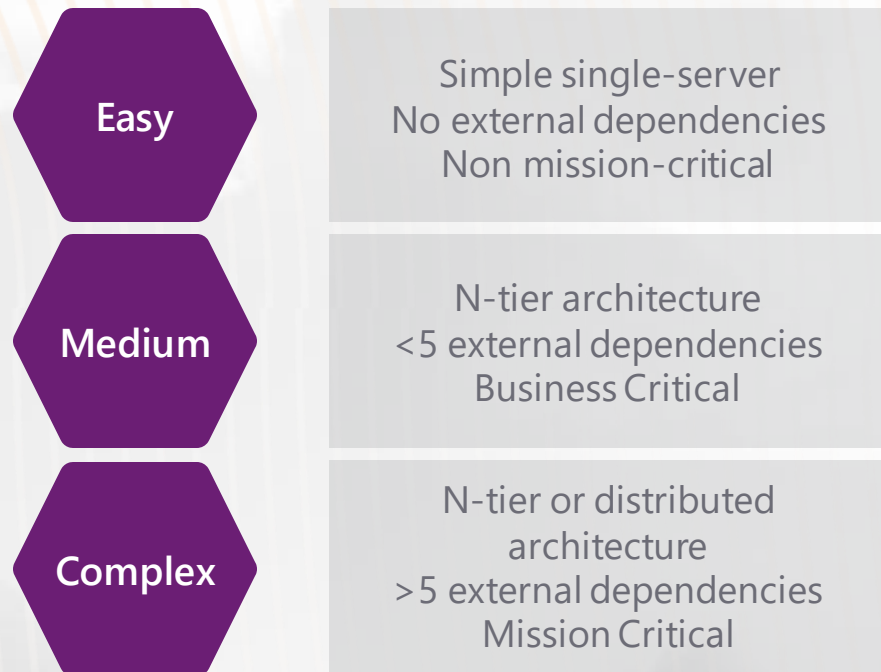 Easy
Simple single-server
No external dependencies
Non mission-critical
Medium
N-tier architecture
<5 external dependencies
Business Critical
Complex
N-tier or distributed
architecture
>5 external dependencies
Mission Critical